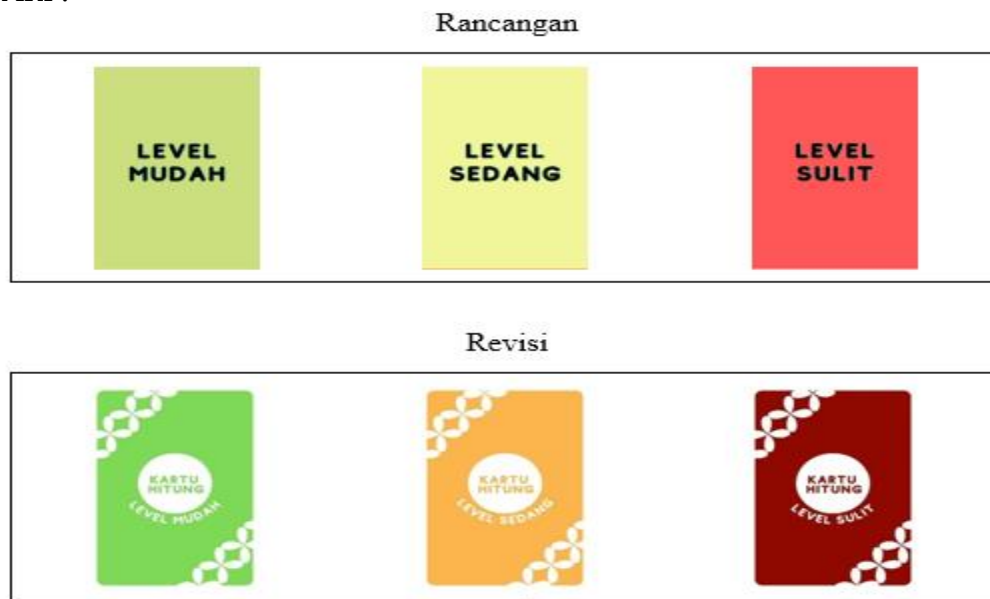 Rancangan
LEVEL
MUDAH
LEVEL
SEDANG
LEVEL
SULIT
Revisi
KARTU
HITUNG
LEVEL MUDAH
KARTU
HITUNG
LEVEL SEDANG
KARTU
HITUNG
LEVEL SULIT